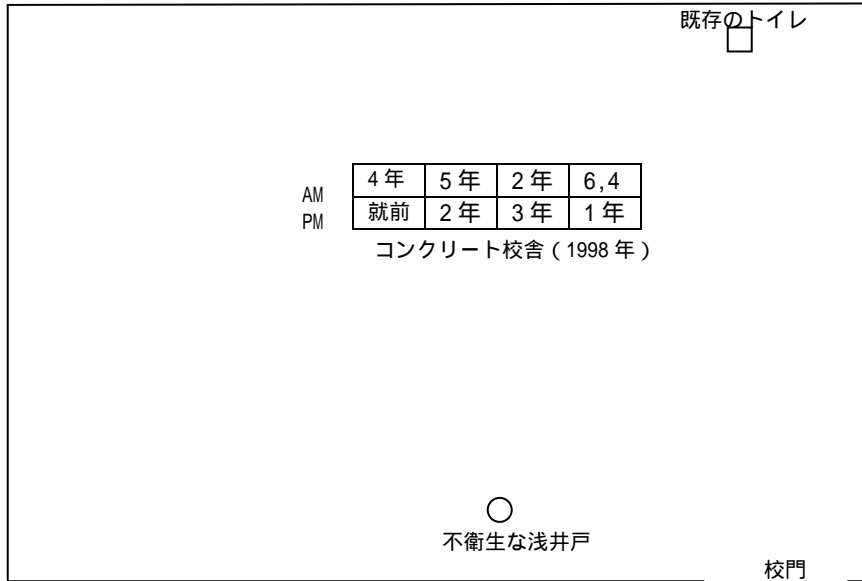 既存のトイレ
AM 4年 5年 2年 6,4
PM 就前 2年 3年 1年
コンクリート校舎(1998年)
不衛生な浅井戸
校門